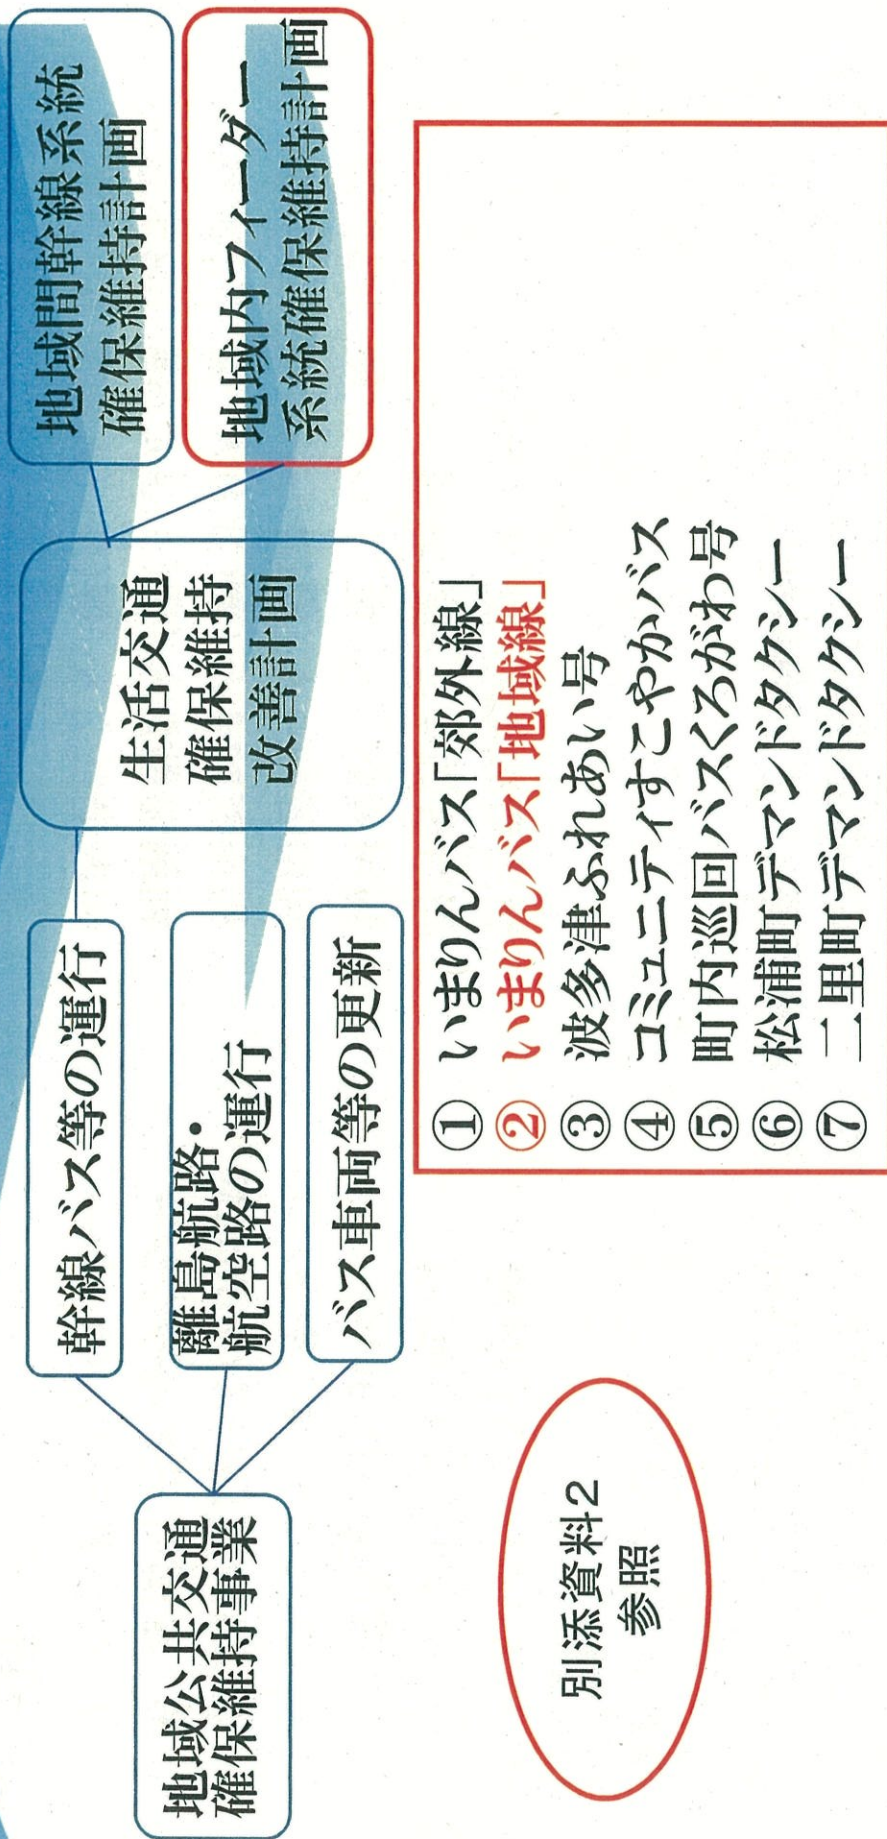 地域公共交通
確保維持事業
幹線バス等の運行
離島航路・
航空路の運行
バス車両等の更新
生活交通
確保維持
改善計画
地域間幹線系統
確保維持計画
地域内フィーダー
系統確保維持計画
別添資料2
参照
① いまりんバス「郊外線」
② いまりんバス「地域線」
③ 波多津ふれあい号
④ コミュニティすこやかバス
⑤ 町内巡回バスくろがわ号
⑥ 松浦町デマンドタクシー
⑦ 二里町デマンドタクシー